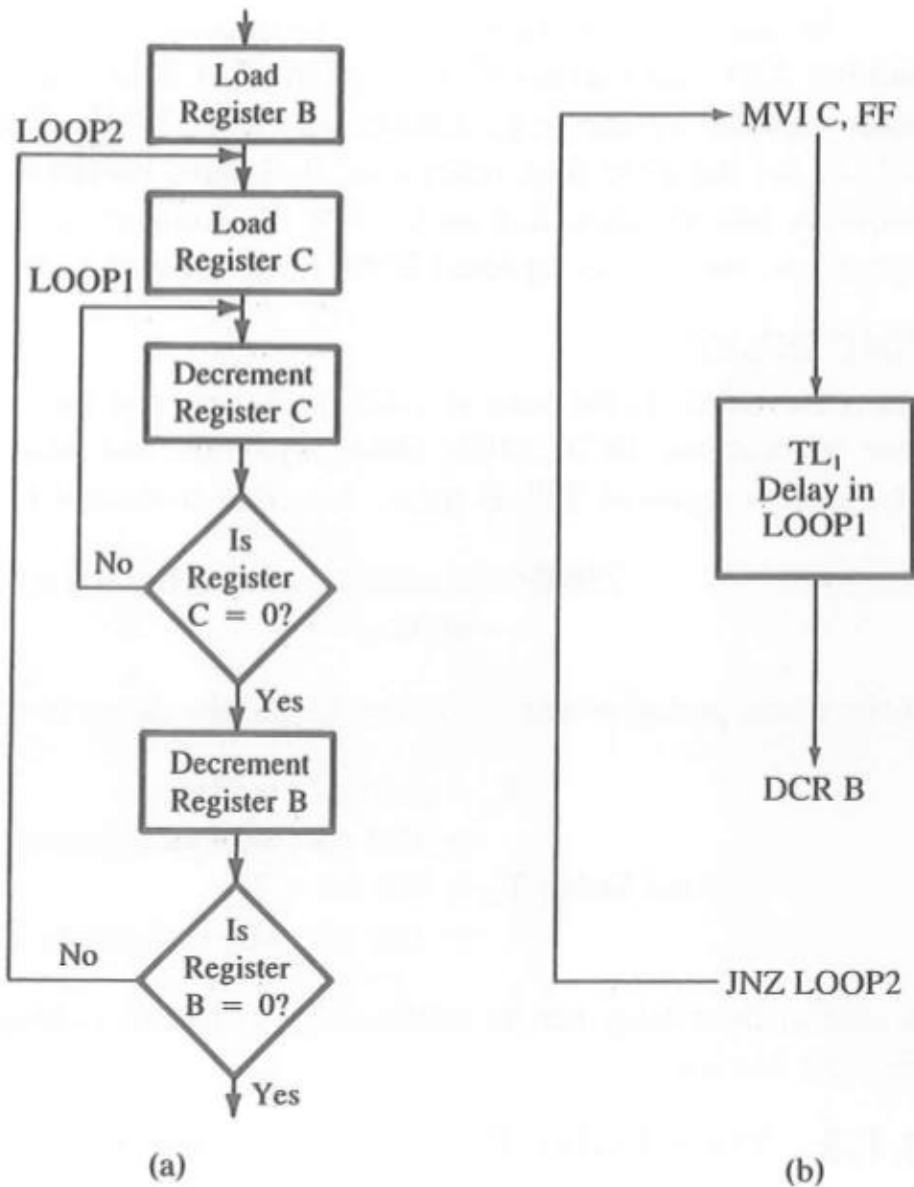 Load
Register B
LOOP2
Load
Register C
LOOP1
Decrement
Register C
Is
Register
C = 0?
No
Yes
Decrement
Register B
Is
Register
B = 0?
No
Yes
(a)
MVI C, FF
TL₁
Delay in
LOOP1
DCR B
JNZ LOOP2
(b)